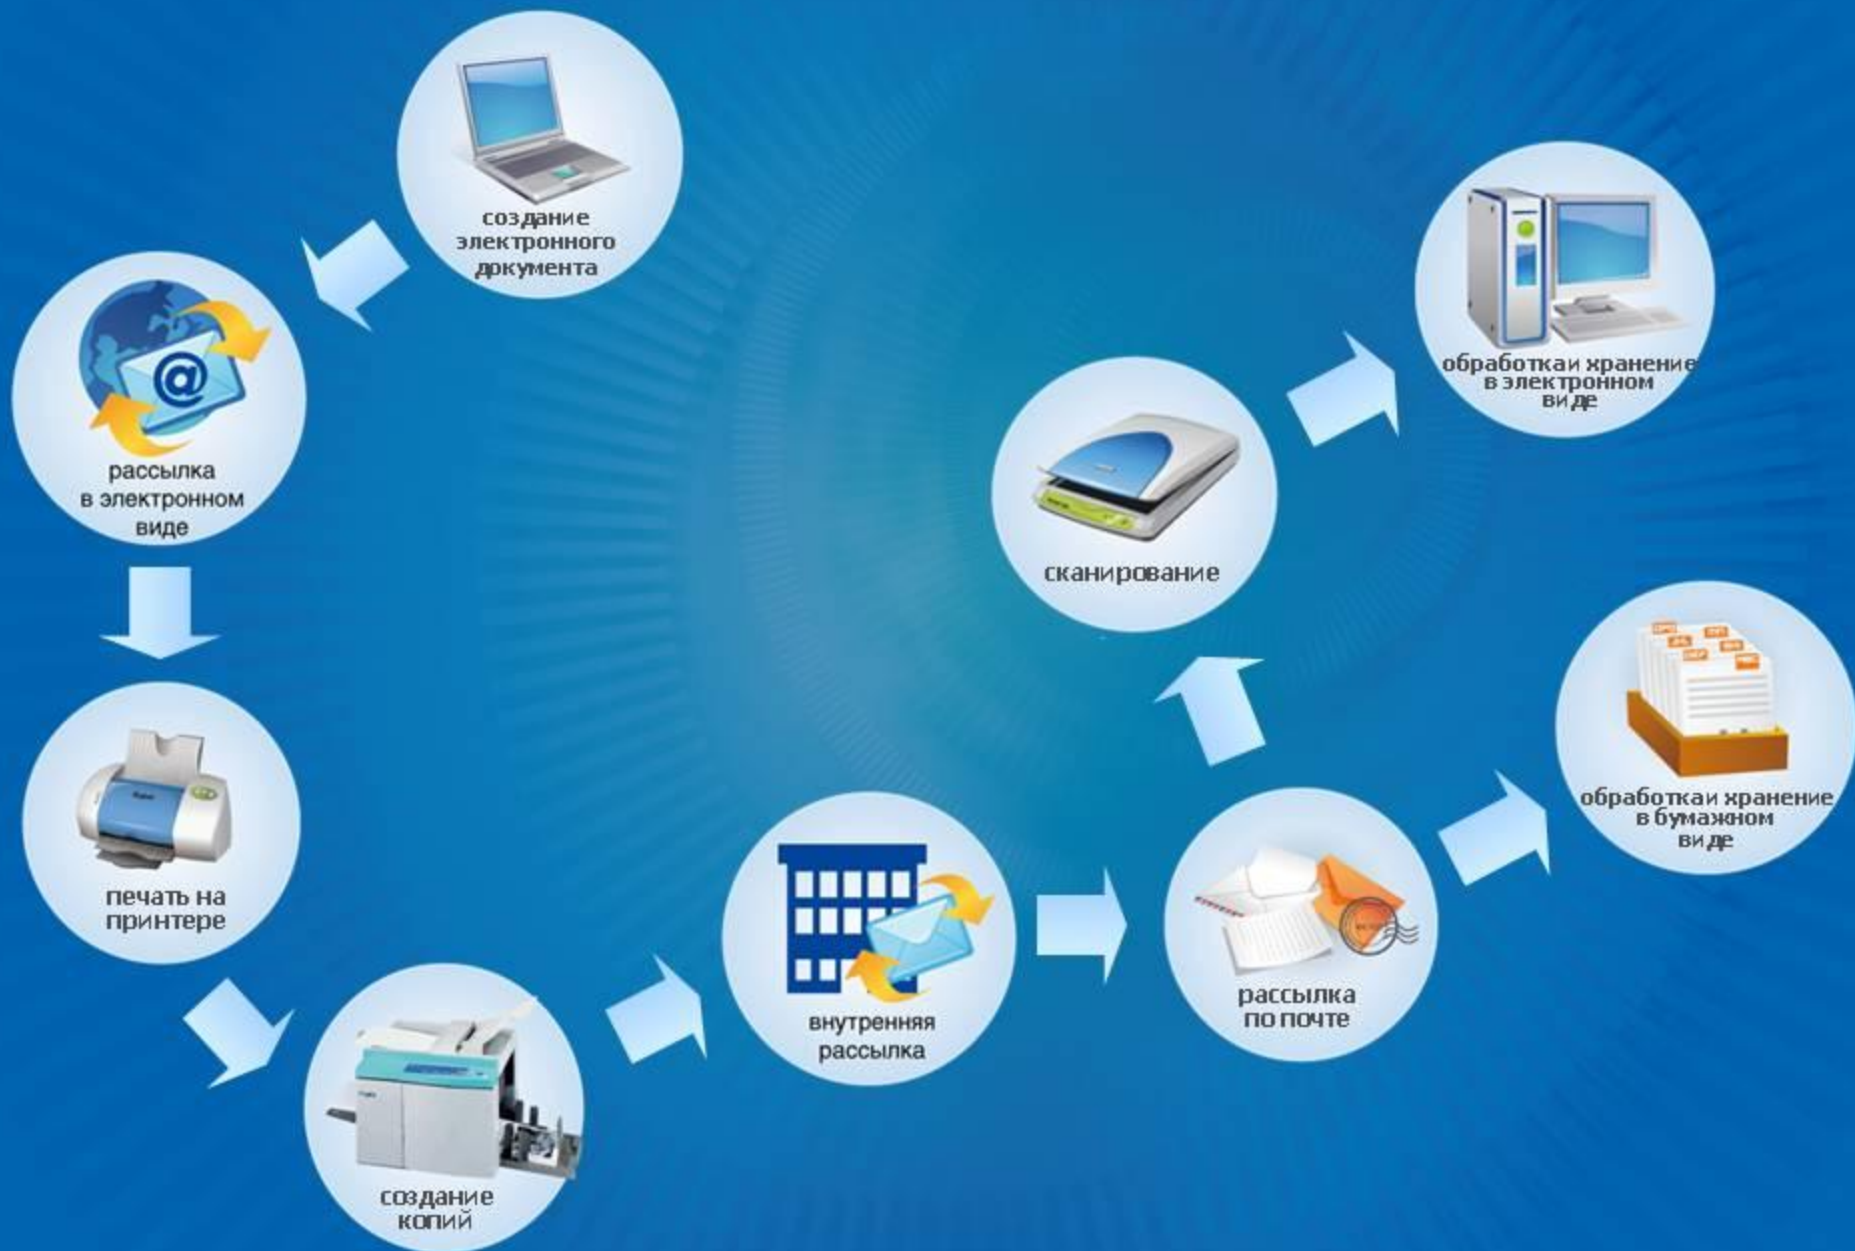 создание
электронного
документа
рассылка
в электронном
виде
печать на
принтере
создание
копий
внутренняя
рассылка
рассылка
по почте
сканирование
обработкаи хранение
в электронном
виде
обработкаи хранение
в бумажном
виде
@